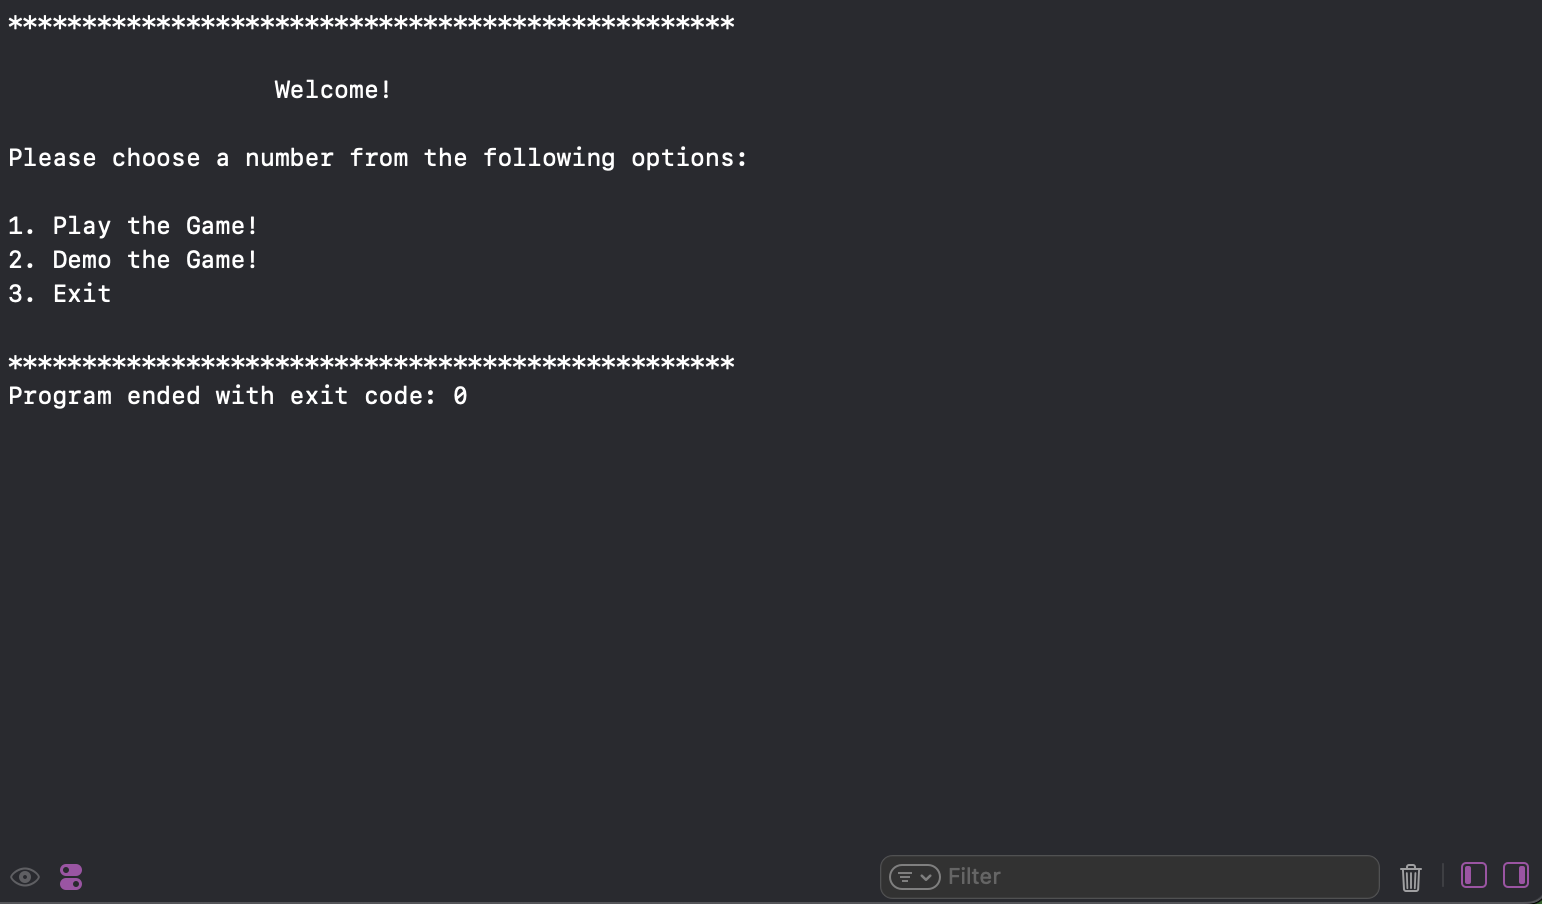 *************************************************
Welcome!
Please choose a number from the following options:
1. Play the Game!
2. Demo the Game!
3. Exit
*************************************************
Program ended with exit code: 0
Filter